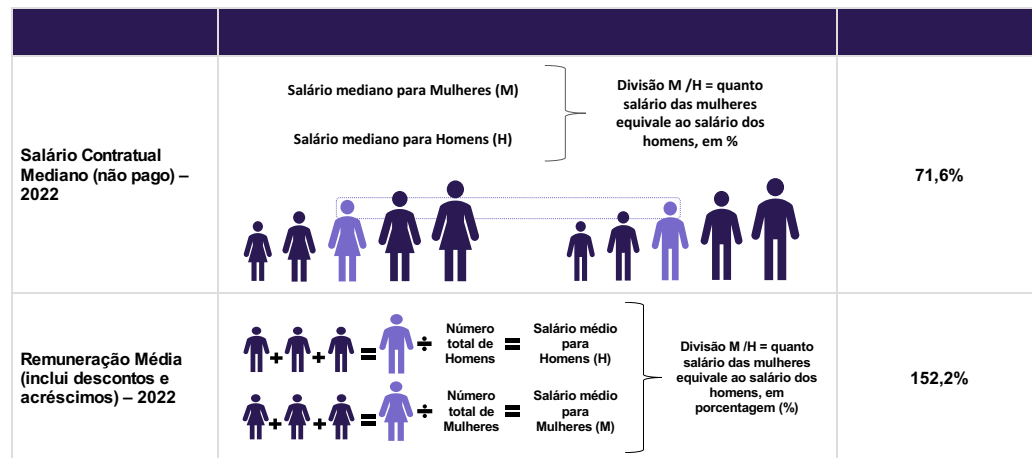 Salário Contratual
Mediano (não pago) –
2022
Salário mediano para Mulheres (M)
Salário mediano para Homens (H)
Divisão M /H = quanto
salário das mulheres
equivale ao salário dos
homens, em %
71,6%
Remuneração Média
(inclui descontos e
acréscimos) – 2022
+ + = ÷
Número
total de
Homens
=
Salário médio
para
Homens (H)
+ + = ÷
Número
total de
Mulheres
=
Salário médio
para
Mulheres (M)
Divisão M /H = quanto
salário das mulheres
equivale ao salário dos
homens, em
porcentagem (%)
152,2%